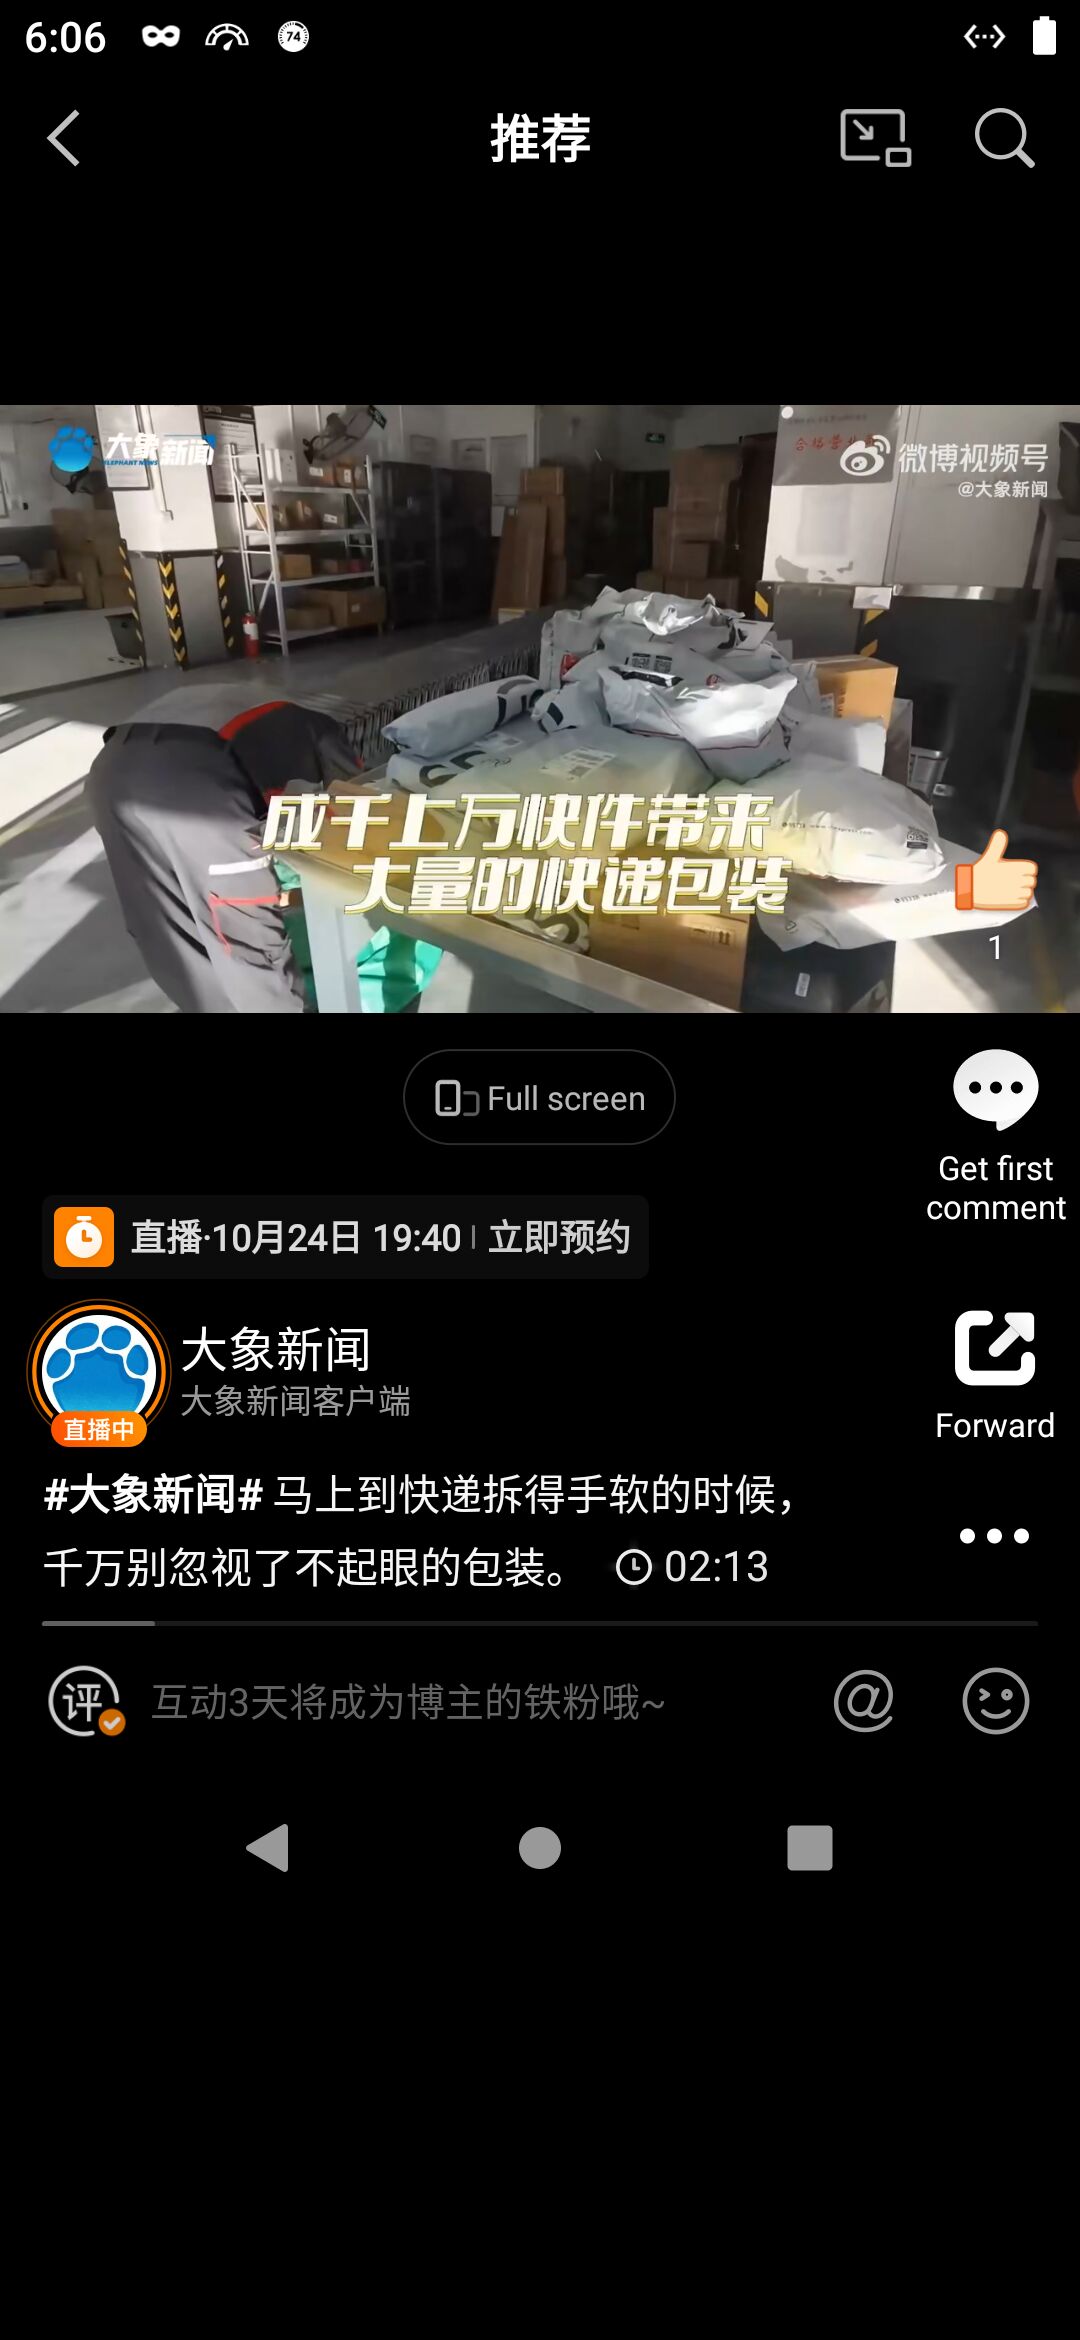 6:06
74
推荐
大象新闻
ELEPHANT NEWS
微博视频号
@大象新闻
成千上万快件带来
大量的快递包装
1
Full screen
Get first
comment
直播·10月24日 19:40 | 立即预约
大象新闻
大象新闻客户端
直播中
Forward
#大象新闻# 马上到快递拆得手软的时候，
千万别忽视了不起眼的包装。 02:13
评 互动3天将成为博主的铁粉哦~